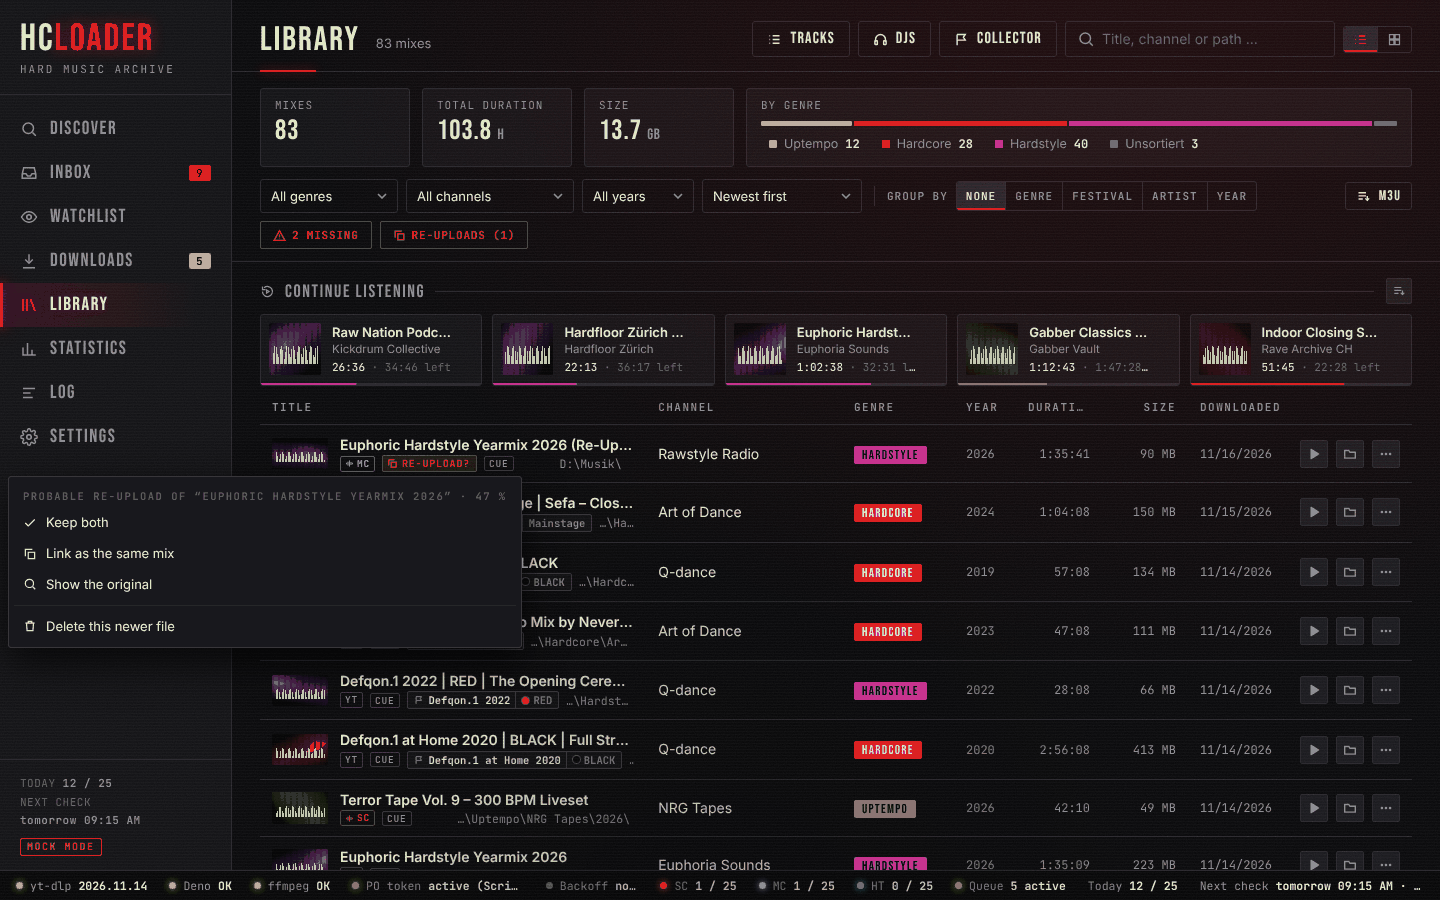 HCLOADER
HARD MUSIC ARCHIVE
DISCOVER
INBOX 9
WATCHLIST
DOWNLOADS 5
LIBRARY
STATISTICS
LOG
SETTINGS
LIBRARY 83 mixes
TRACKS DJS COLLECTOR Title, channel or path ...
MIXES
83
TOTAL DURATION
103.8 H
SIZE
13.7 GB
BY GENRE
Uptempo 12 Hardcore 28 Hardstyle 40 Unsortiert 3
All genres All channels All years Newest first GROUP BY NONE GENRE FESTIVAL ARTIST YEAR M3U
2 MISSING RE-UPLOADS (1)
CONTINUE LISTENING
Raw Nation Podc…
Kickdrum Collective
26:36 · 34:46 left
Hardfloor Zürich …
Hardfloor Zürich
22:13 · 36:17 left
Euphoric Hardst…
Euphoria Sounds
1:02:38 · 32:31 l…
Gabber Classics …
Gabber Vault
1:12:43 · 1:47:28…
Indoor Closing S…
Rave Archive CH
51:45 · 22:28 left
TITLE CHANNEL GENRE YEAR DURATI… SIZE DOWNLOADED
Euphoric Hardstyle Yearmix 2026 (Re-Up…
MC RE-UPLOAD? CUE D:\Musik\
Rawstyle Radio HARDSTYLE 2026 1:35:41 90 MB 11/16/2026
PROBABLE RE-UPLOAD OF “EUPHORIC HARDSTYLE YEARMIX 2026” · 47 %
Keep both
Link as the same mix
Show the original
Delete this newer file
ge | Sefa – Clos…
Mainstage …\Ha…
Art of Dance HARDCORE 2024 1:04:08 150 MB 11/15/2026
LACK
BLACK …\Hardc…
Q-dance HARDCORE 2019 57:08 134 MB 11/14/2026
Mix by Never…
…\Hardcore\Ar…
Art of Dance HARDCORE 2023 47:08 111 MB 11/14/2026
Defqon.1 2022 | RED | The Opening Cere…
YT CUE Defqon.1 2022 RED …\Hardst…
Q-dance HARDSTYLE 2022 28:08 66 MB 11/14/2026
Defqon.1 at Home 2020 | BLACK | Full Str…
YT CUE Defqon.1 at Home 2020 BLACK
Q-dance HARDCORE 2020 2:56:08 413 MB 11/14/2026
Terror Tape Vol. 9 – 300 BPM Liveset
SC CUE …\Uptempo\NRG Tapes\2026\
NRG Tapes UPTEMPO 2026 42:10 49 MB 11/14/2026
Euphoric Hardstyle Yearmix 2026
Euphoria Sounds HARDSTYLE 2026 1:35:09 223 MB 11/14/2026
TODAY 12 / 25
NEXT CHECK
tomorrow 09:15 AM
MOCK MODE
yt-dlp 2026.11.14 Deno OK ffmpeg OK PO token active (Scri… Backoff no… SC 1 / 25 MC 1 / 25 HT 0 / 25 Queue 5 active Today 12 / 25 Next check tomorrow 09:15 AM · …